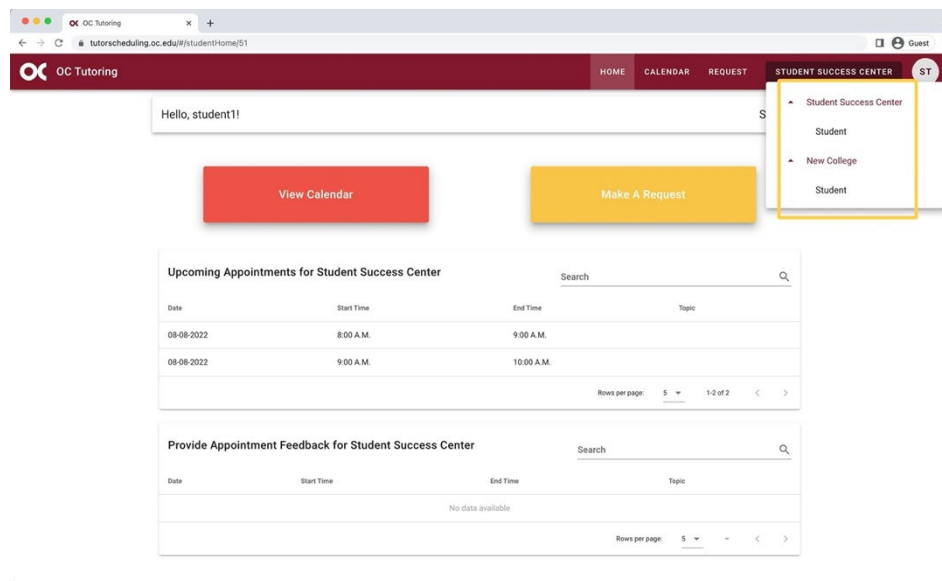 OC Tutoring
tutorscheduling.oc.edu/#/studentHome/51
Guest
OC OC Tutoring
HOME CALENDAR REQUEST STUDENT SUCCESS CENTER ST
Hello, student1!
S
Student Success Center
Student
New College
Student
View Calendar
Make A Request
Upcoming Appointments for Student Success Center
Search
Date Start Time End Time Topic
08-08-2022 8:00 A.M. 9:00 A.M.
08-08-2022 9:00 A.M. 10:00 A.M.
Rows per page: 5 1-2 of 2
Provide Appointment Feedback for Student Success Center
Search
Date Start Time End Time Topic
No data available
Rows per page: 5 –